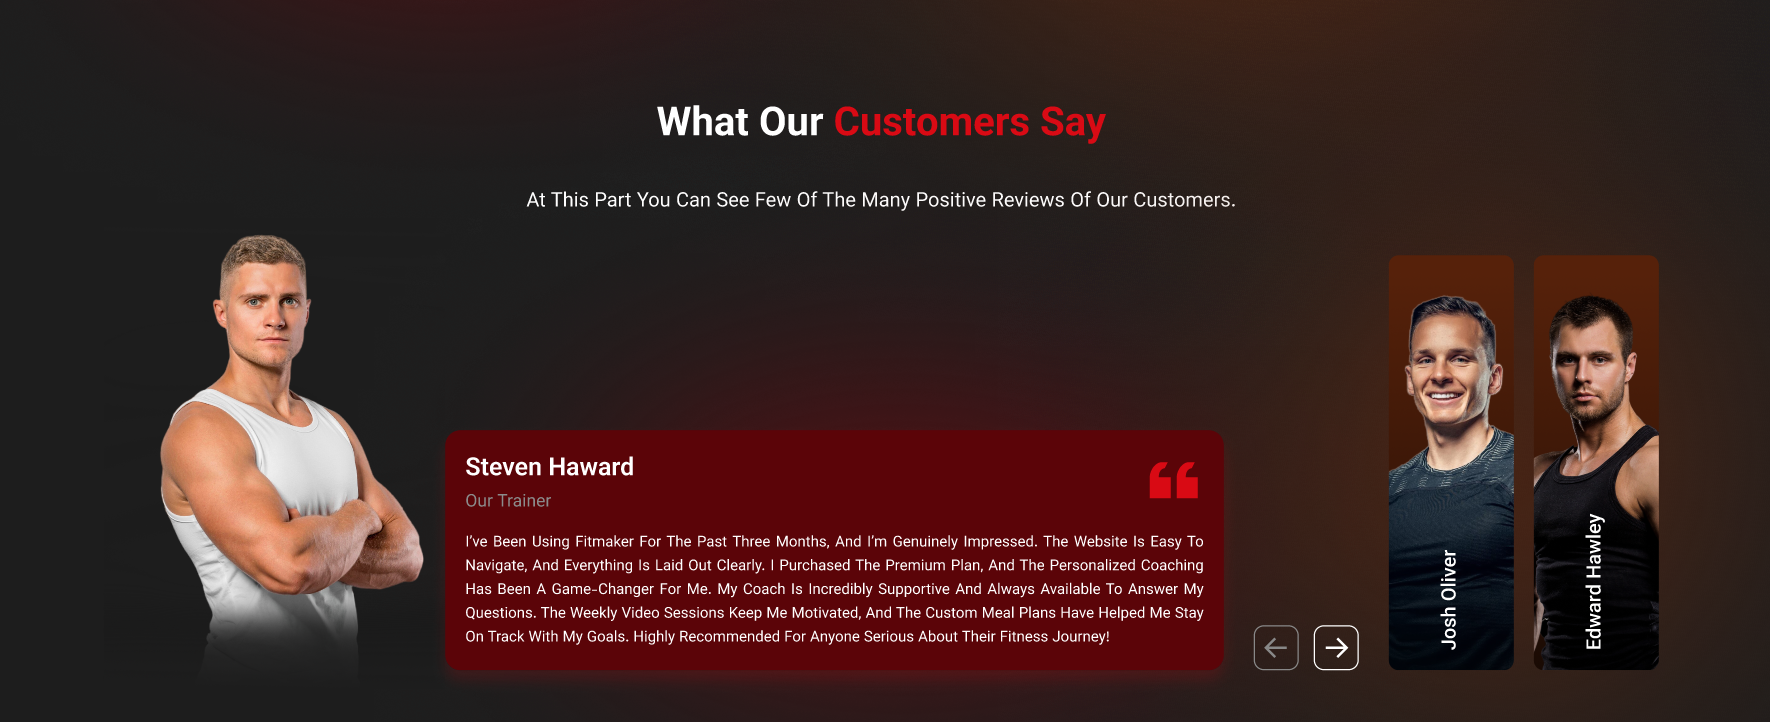 What Our Customers Say
At This Part You Can See Few Of The Many Positive Reviews Of Our Customers.
Steven Haward
Our Trainer
I've Been Using Fitmaker For The Past Three Months, And I'm Genuinely Impressed. The Website Is Easy To
Navigate, And Everything Is Laid Out Clearly. I Purchased The Premium Plan, And The Personalized Coaching
Has Been A Game-Changer For Me. My Coach Is Incredibly Supportive And Always Available To Answer My
Questions. The Weekly Video Sessions Keep Me Motivated, And The Custom Meal Plans Have Helped Me Stay
On Track With My Goals. Highly Recommended For Anyone Serious About Their Fitness Journey!
Josh Oliver
Edward Hawley